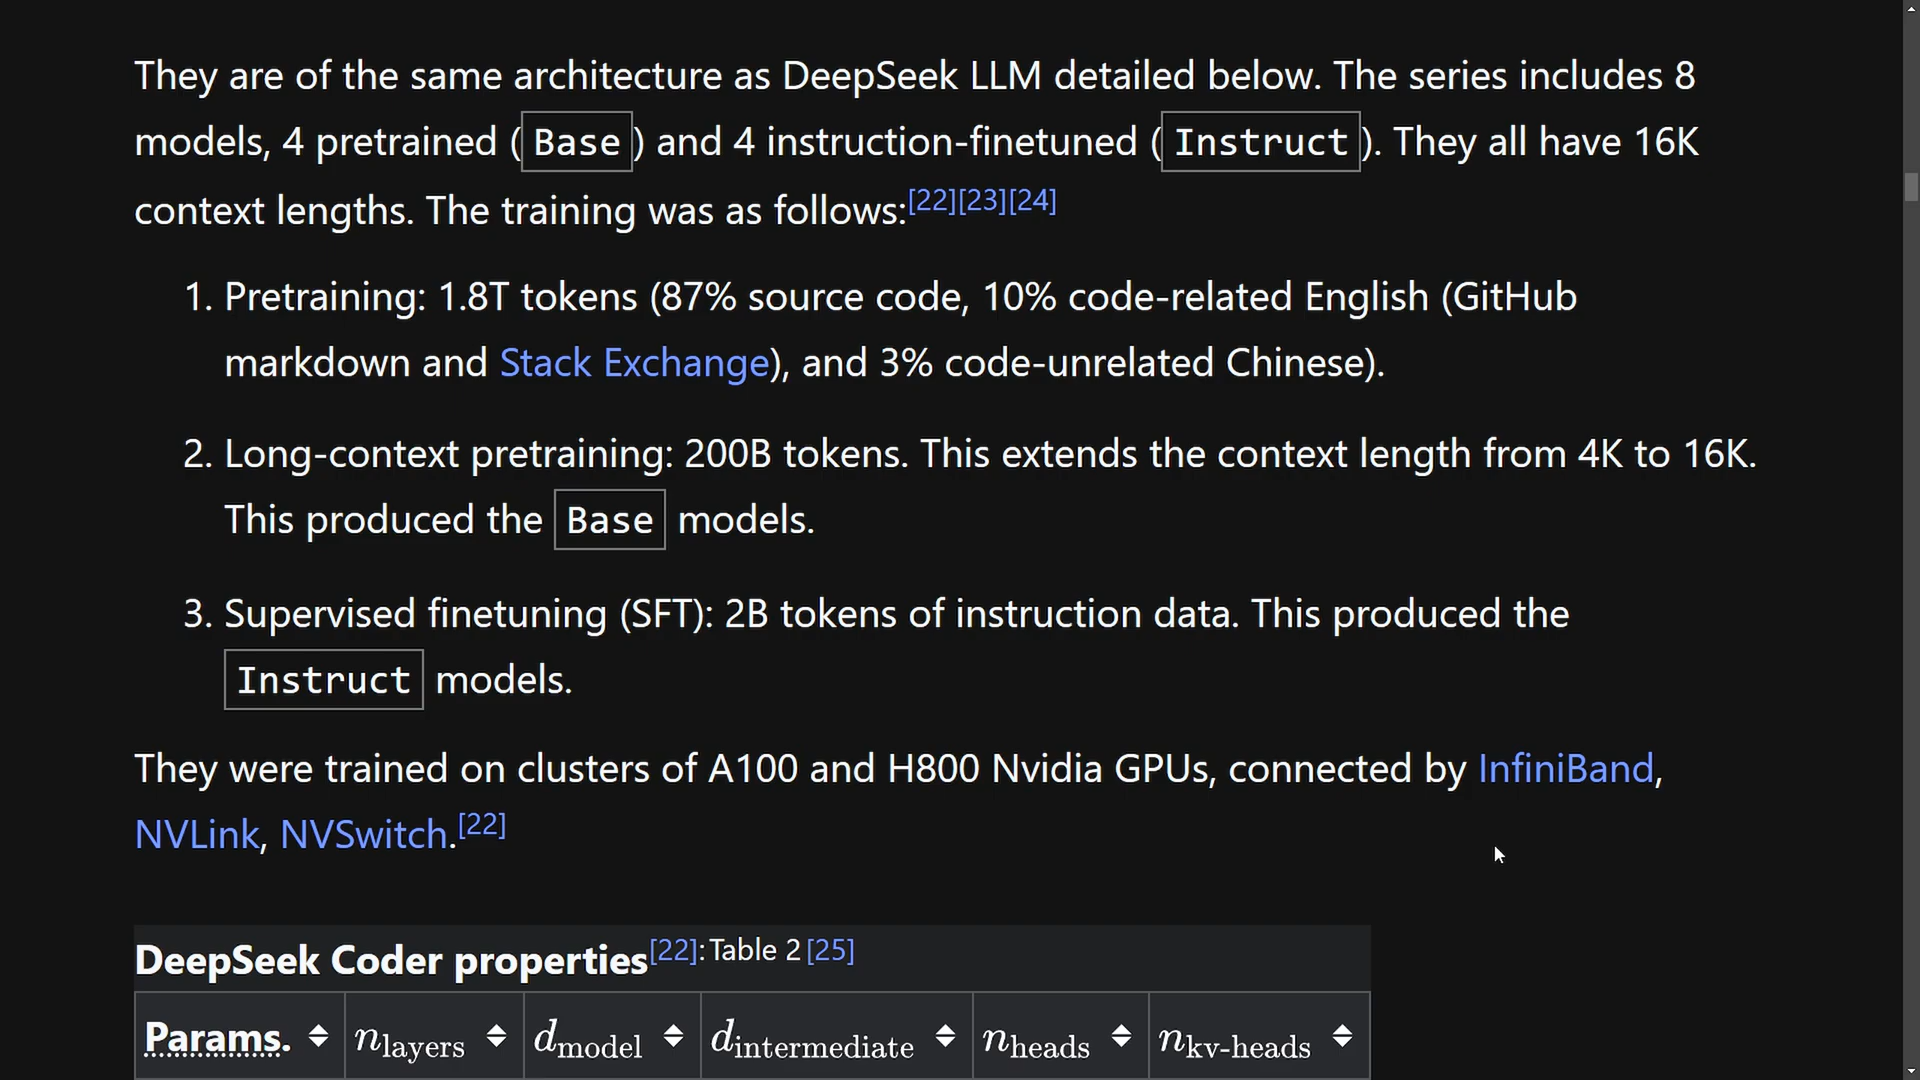 They are of the same architecture as DeepSeek LLM detailed below. The series includes 8
models, 4 pretrained (Base) and 4 instruction-finetuned (Instruct). They all have 16K
context lengths. The training was as follows:[22][23][24]
1. Pretraining: 1.8T tokens (87% source code, 10% code-related English (GitHub
markdown and Stack Exchange), and 3% code-unrelated Chinese).
2. Long-context pretraining: 200B tokens. This extends the context length from 4K to 16K.
This produced the Base models.
3. Supervised finetuning (SFT): 2B tokens of instruction data. This produced the
Instruct models.
They were trained on clusters of A100 and H800 Nvidia GPUs, connected by InfiniBand,
NVLink, NVSwitch.[22]
DeepSeek Coder properties[22]: Table 2 [25]
Params. n_layers d_model d_intermediate n_heads n_kv-heads